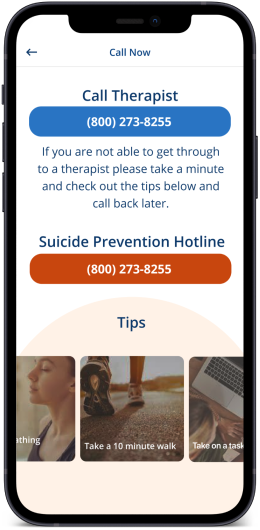 Call Now
Call Therapist
(800) 273-8255
If you are not able to get through
to a therapist please take a minute
and check out the tips below and
call back later.
Suicide Prevention Hotline
(800) 273-8255
Tips
athing
Take a 10 minute walk
Take on a task